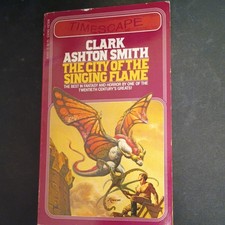 TIMESCAPE
CLARK
ASHTON SMITH
THE CITY OF THE
SINGING FLAME
THE BEST IN FANTASY AND HORROR BY ONE OF THE
TWENTIETH CENTURY'S GREATS!